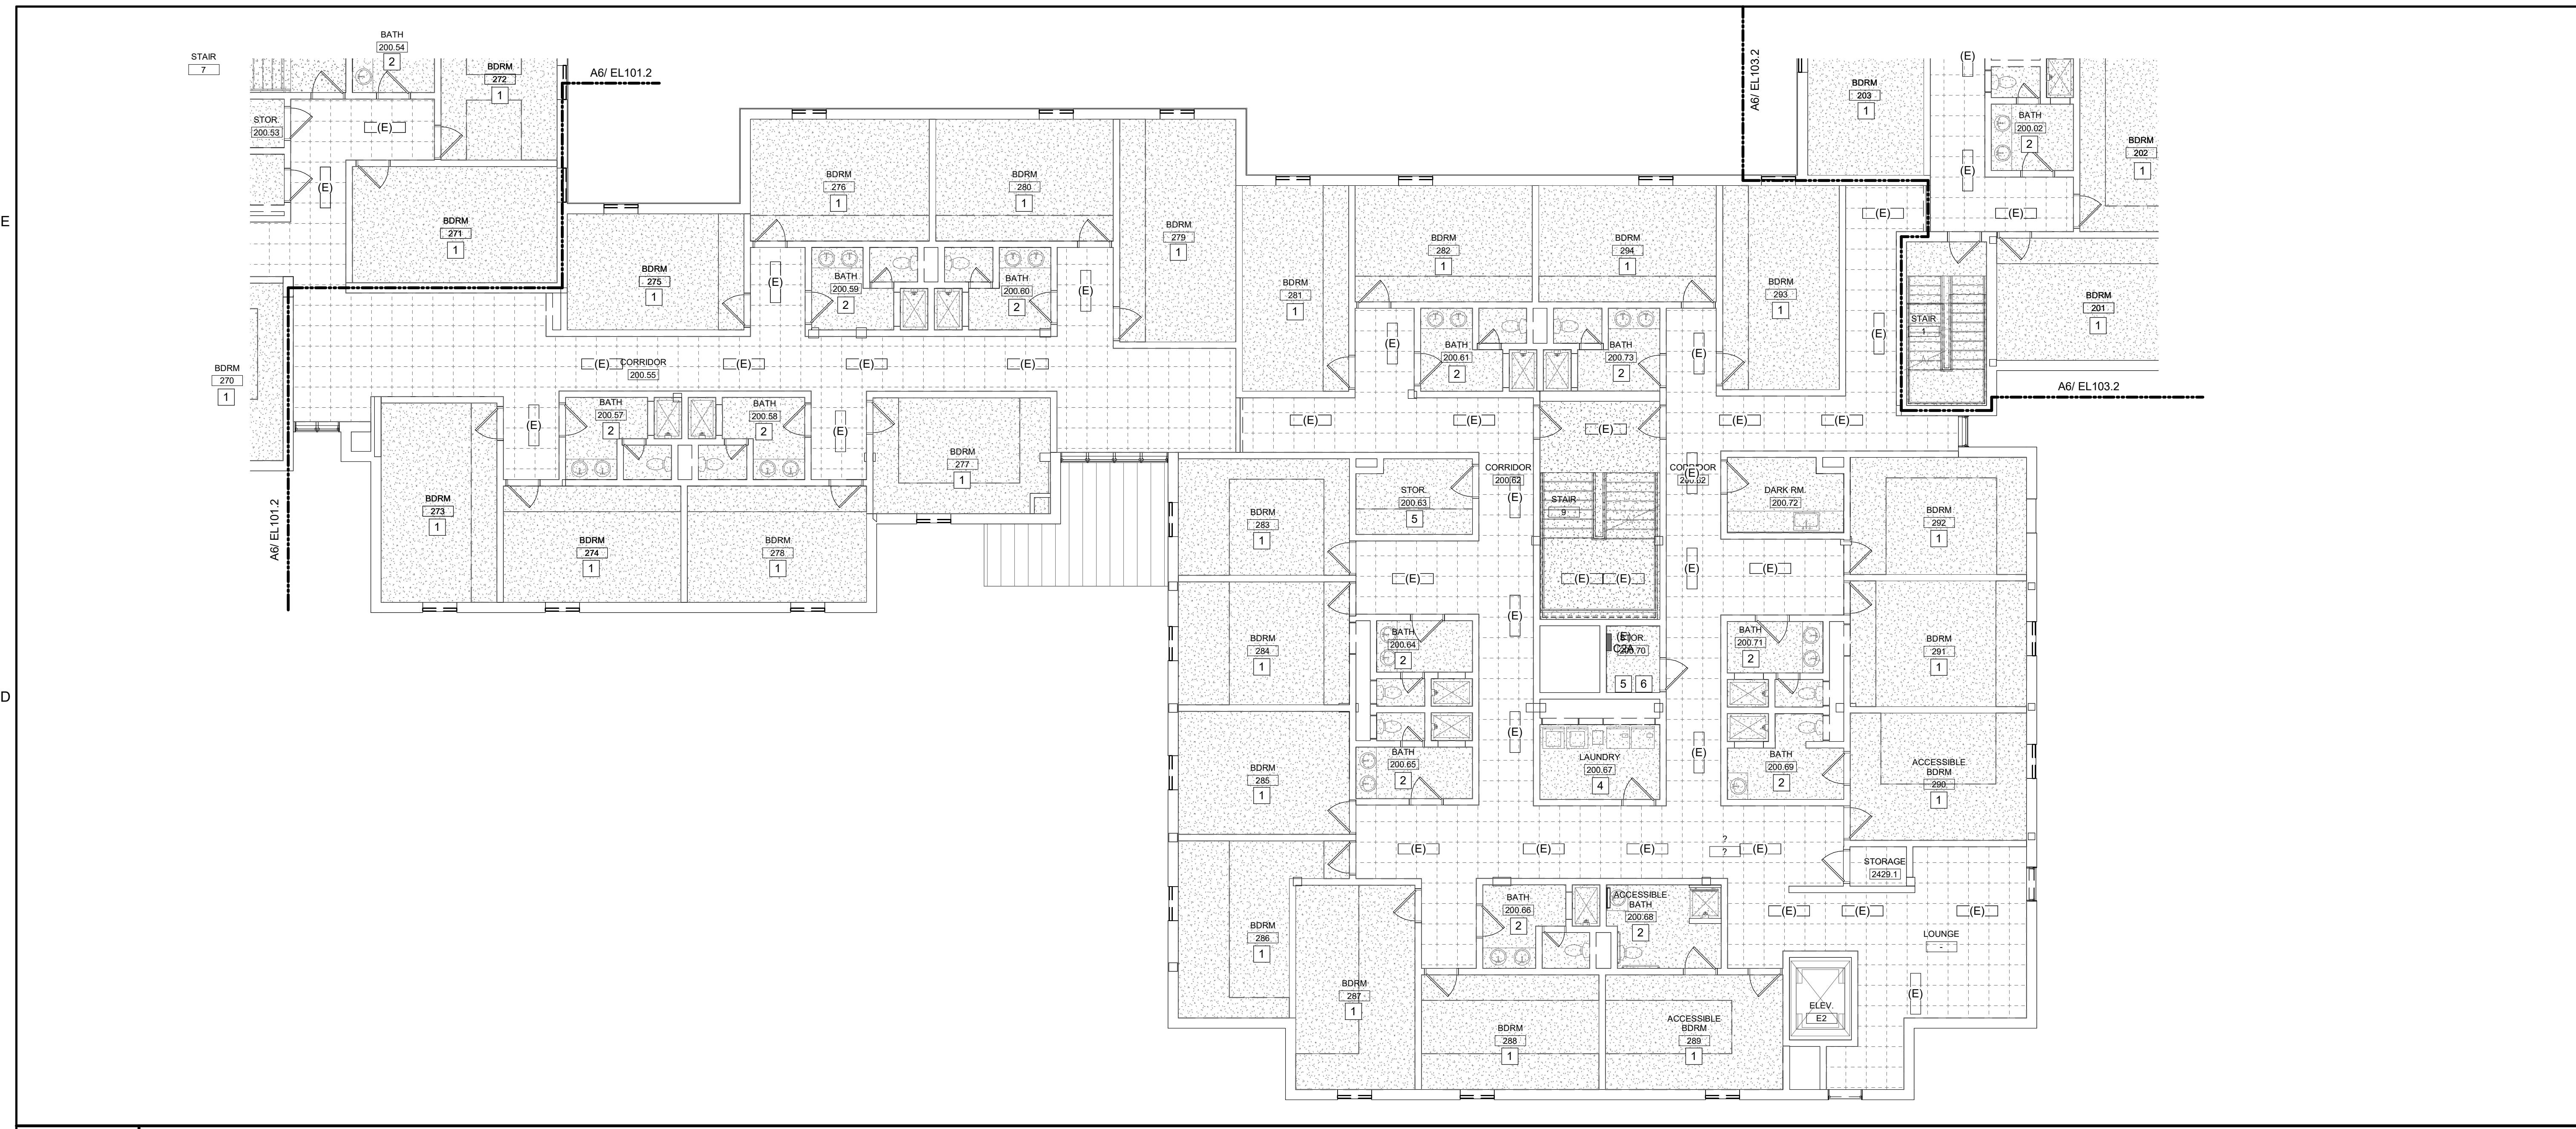 BATH
200.54
2
STAIR
7
BDRM
272
1
A6/ EL101.2
STOR.
200.53
(E)
(E)
BDRM
271
1
BDRM
270
1
A6/ EL101.2
BDRM
275
1
BDRM
276
1
BDRM
280
1
BDRM
279
1
(E)
BATH
200.59
2
BATH
200.60
2
(E)
(E)
CORRIDOR
200.55
(E)
(E)
(E)
BDRM
273
1
(E)
BATH
200.57
2
BATH
200.58
2
(E)
BDRM
277
1
BDRM
274
1
BDRM
278
1
E
D
A6/ EL103.2
BDRM
203
1
(E)
BATH
200.02
2
(E)
BDRM
202
1
(E)
(E)
BDRM
281
1
BDRM
282
1
BDRM
294
1
BDRM
293
1
(E)
STAIR
1
BDRM
201
1
A6/ EL103.2
(E)
BATH
200.61
2
BATH
200.73
2
(E)
(E)
(E)
(E)
(E)
(E)
BDRM
283
1
STOR.
200.63
5
CORRIDOR
200.62
(E)
STAIR
9
CORRIDOR
200.62
(E)
DARK RM.
200.72
BDRM
292
1
(E)
(E)
(E)
(E)
(E)
BDRM
284
1
BATH
200.64
2
(E)
(E)
STOR.
200.70
C2A
5
6
BATH
200.71
2
BDRM
291
1
BDRM
285
1
BATH
200.65
2
(E)
LAUNDRY
200.67
4
(E)
BATH
200.69
2
ACCESSIBLE
BDRM
290
1
(E)
(E)
(E)
?
?
(E)
STORAGE
2429.1
BDRM
286
1
BATH
200.66
2
ACCESSIBLE
BATH
200.68
2
(E)
(E)
(E)
LOUNGE
-
BDRM
287
1
(E)
ELEV.
E2
BDRM
288
1
ACCESSIBLE
BDRM
289
1